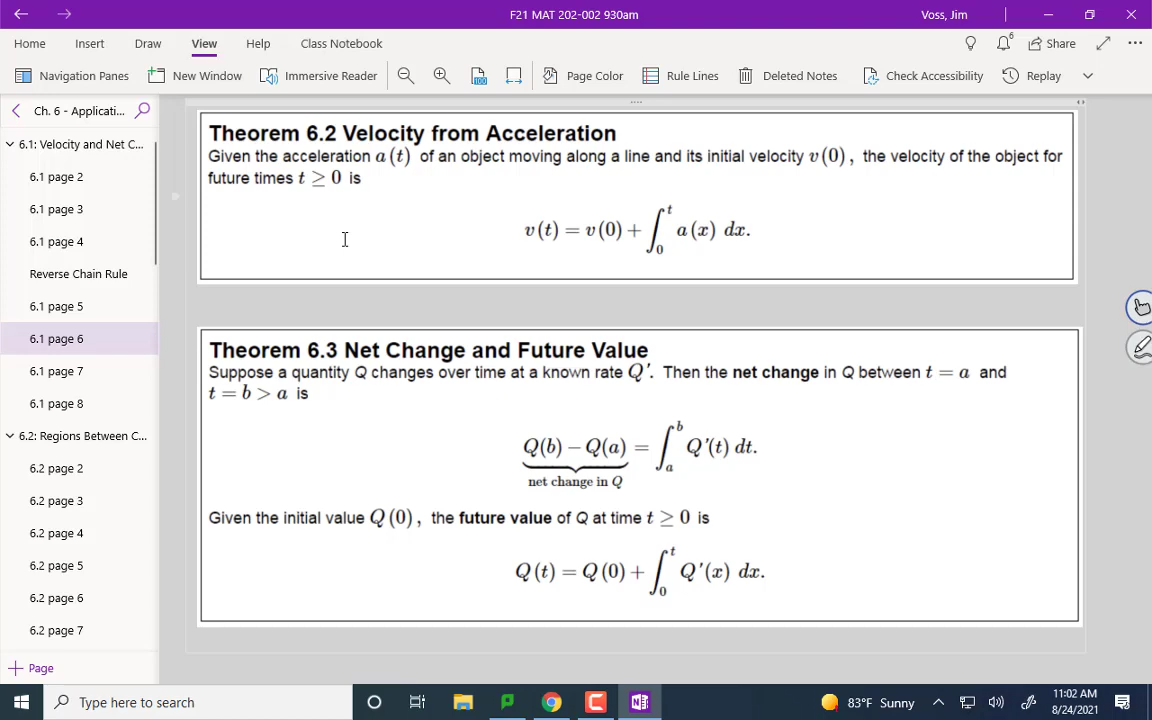 F21 MAT 202-002 930am
Voss, Jim
Home Insert Draw View Help Class Notebook
6
Share
Navigation Panes New Window Immersive Reader Page Color Rule Lines Deleted Notes Check Accessibility Replay
Ch. 6 - Applicati...
6.1: Velocity and Net C...
6.1 page 2
6.1 page 3
6.1 page 4
Reverse Chain Rule
6.1 page 5
6.1 page 6
6.1 page 7
6.1 page 8
6.2: Regions Between C...
6.2 page 2
6.2 page 3
6.2 page 4
6.2 page 5
6.2 page 6
6.2 page 7
Page
Theorem 6.2 Velocity from Acceleration
Given the acceleration a(t) of an object moving along a line and its initial velocity v(0), the velocity of the object for
future times t ≥ 0 is
v(t) = v(0) + ∫₀ᵗ a(x) dx.
Theorem 6.3 Net Change and Future Value
Suppose a quantity Q changes over time at a known rate Q'. Then the net change in Q between t = a and
t = b > a is
Q(b) − Q(a) = ∫ₐᵇ Q'(t) dt.
net change in Q
Given the initial value Q(0), the future value of Q at time t ≥ 0 is
Q(t) = Q(0) + ∫₀ᵗ Q'(x) dx.
Type here to search
83°F Sunny
11:02 AM
8/24/2021